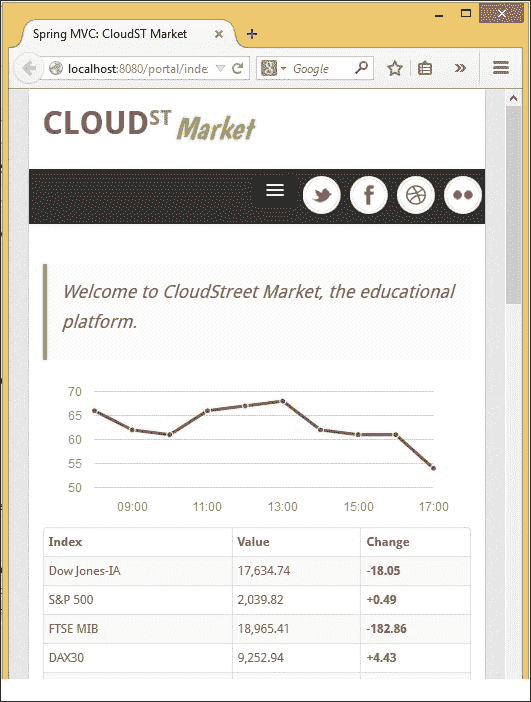 Spring MVC: CloudST Market
localhost:8080/portal/inde
Google
CLOUDST Market
Welcome to CloudStreet Market, the educational
platform.
70
65
60
55
50
09:00 11:00 13:00 15:00 17:00
Index Value Change
Dow Jones-IA 17,634.74 -18.05
S&P 500 2,039.82 +0.49
FTSE MIB 18,965.41 -182.86
DAX30 9,252.94 +4.43